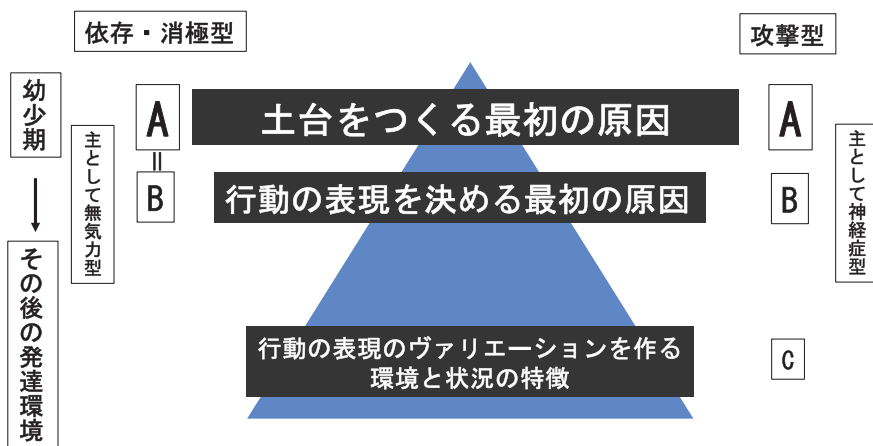 依存・消極型
攻撃型
幼少期
A
土台をつくる最初の原因
A
主として無気力型
=
B
行動の表現を決める最初の原因
B
主として神経症型
その後の発達環境
行動の表現のヴァリエーションを作る
環境と状況の特徴
C